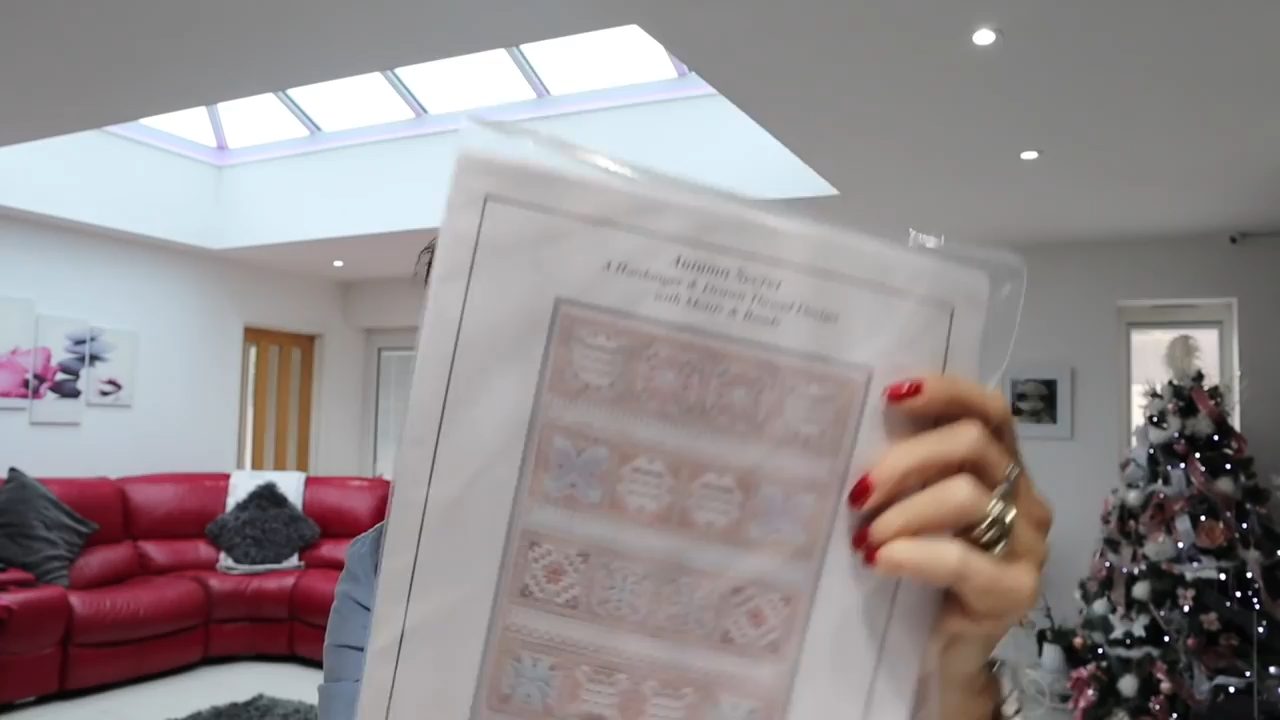 Autumn Secret
A Hardanger & Drawn Thread Design
with Motifs & Beads